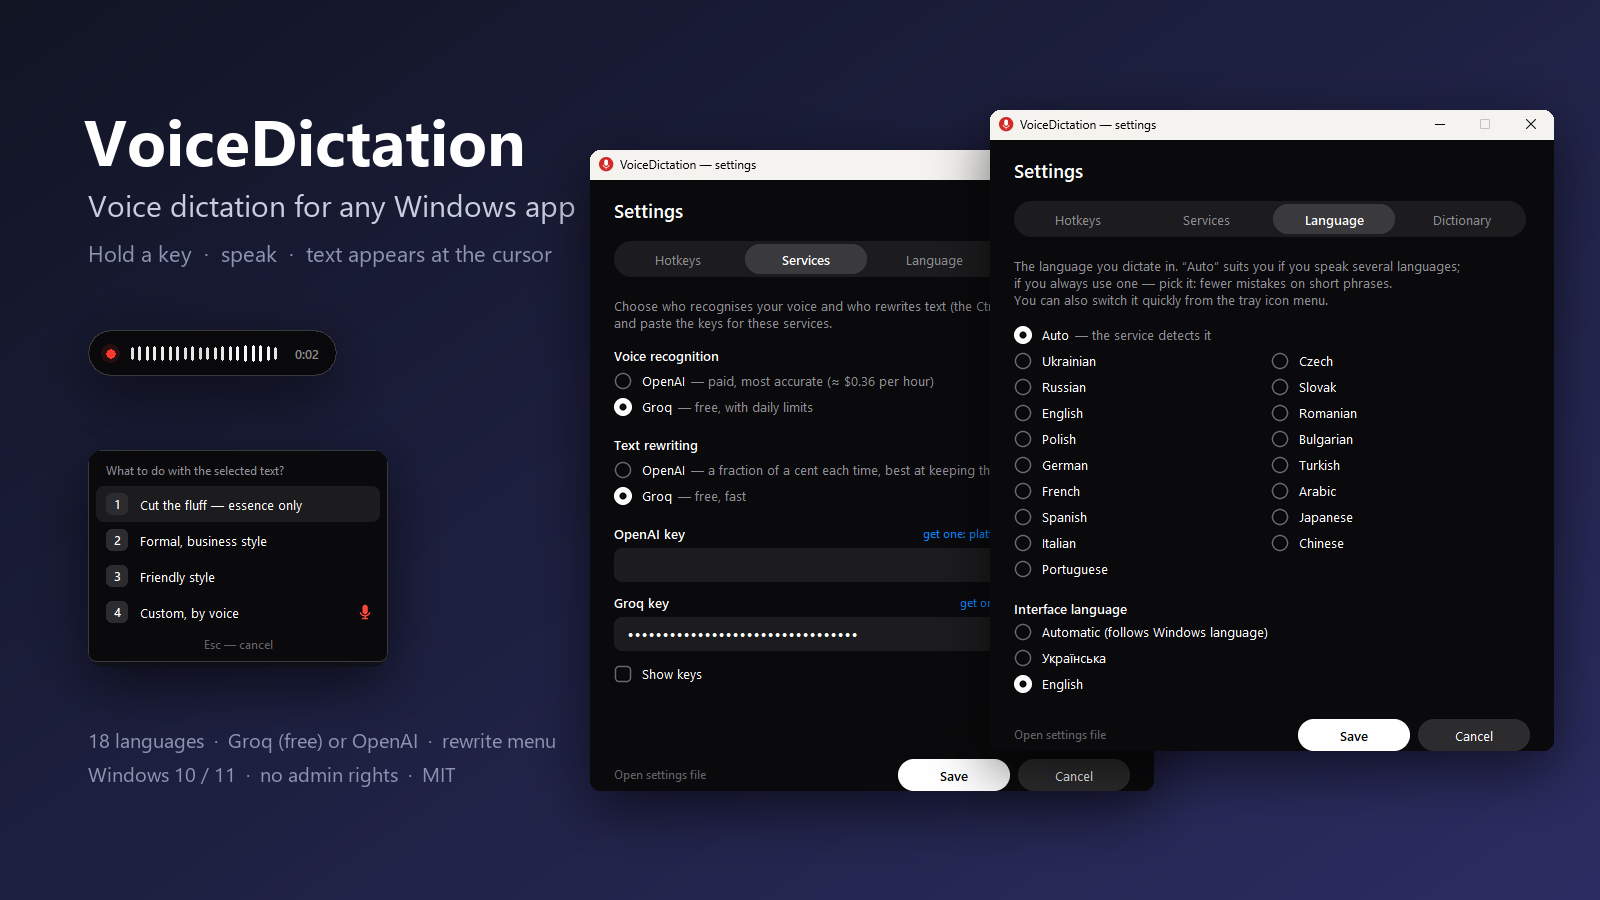 VoiceDictation
Voice dictation for any Windows app
Hold a key · speak · text appears at the cursor
0:02
What to do with the selected text?
1 Cut the fluff — essence only
2 Formal, business style
3 Friendly style
4 Custom, by voice
Esc — cancel
18 languages · Groq (free) or OpenAI · rewrite menu
Windows 10 / 11 · no admin rights · MIT
VoiceDictation — settings
Settings
Hotkeys Services Language
Choose who recognises your voice and who rewrites text (the
and paste the keys for these services.
Voice recognition
OpenAI — paid, most accurate (≈ $0.36 per hour)
Groq — free, with daily limits
Text rewriting
OpenAI — a fraction of a cent each time, best at keeping
Groq — free, fast
OpenAI key get one:
Groq key get
••••••••••••••••••••••••••••••••
Show keys
Open settings file Save Cancel
VoiceDictation — settings
Settings
Hotkeys Services Language Dictionary
The language you dictate in. “Auto” suits you if you speak several languages;
if you always use one — pick it: fewer mistakes on short phrases.
You can also switch it quickly from the tray icon menu.
Auto — the service detects it
Ukrainian
Russian
English
Polish
German
French
Spanish
Italian
Portuguese
Czech
Slovak
Romanian
Bulgarian
Turkish
Arabic
Japanese
Chinese
Interface language
Automatic (follows Windows language)
Українська
English
Open settings file Save Cancel